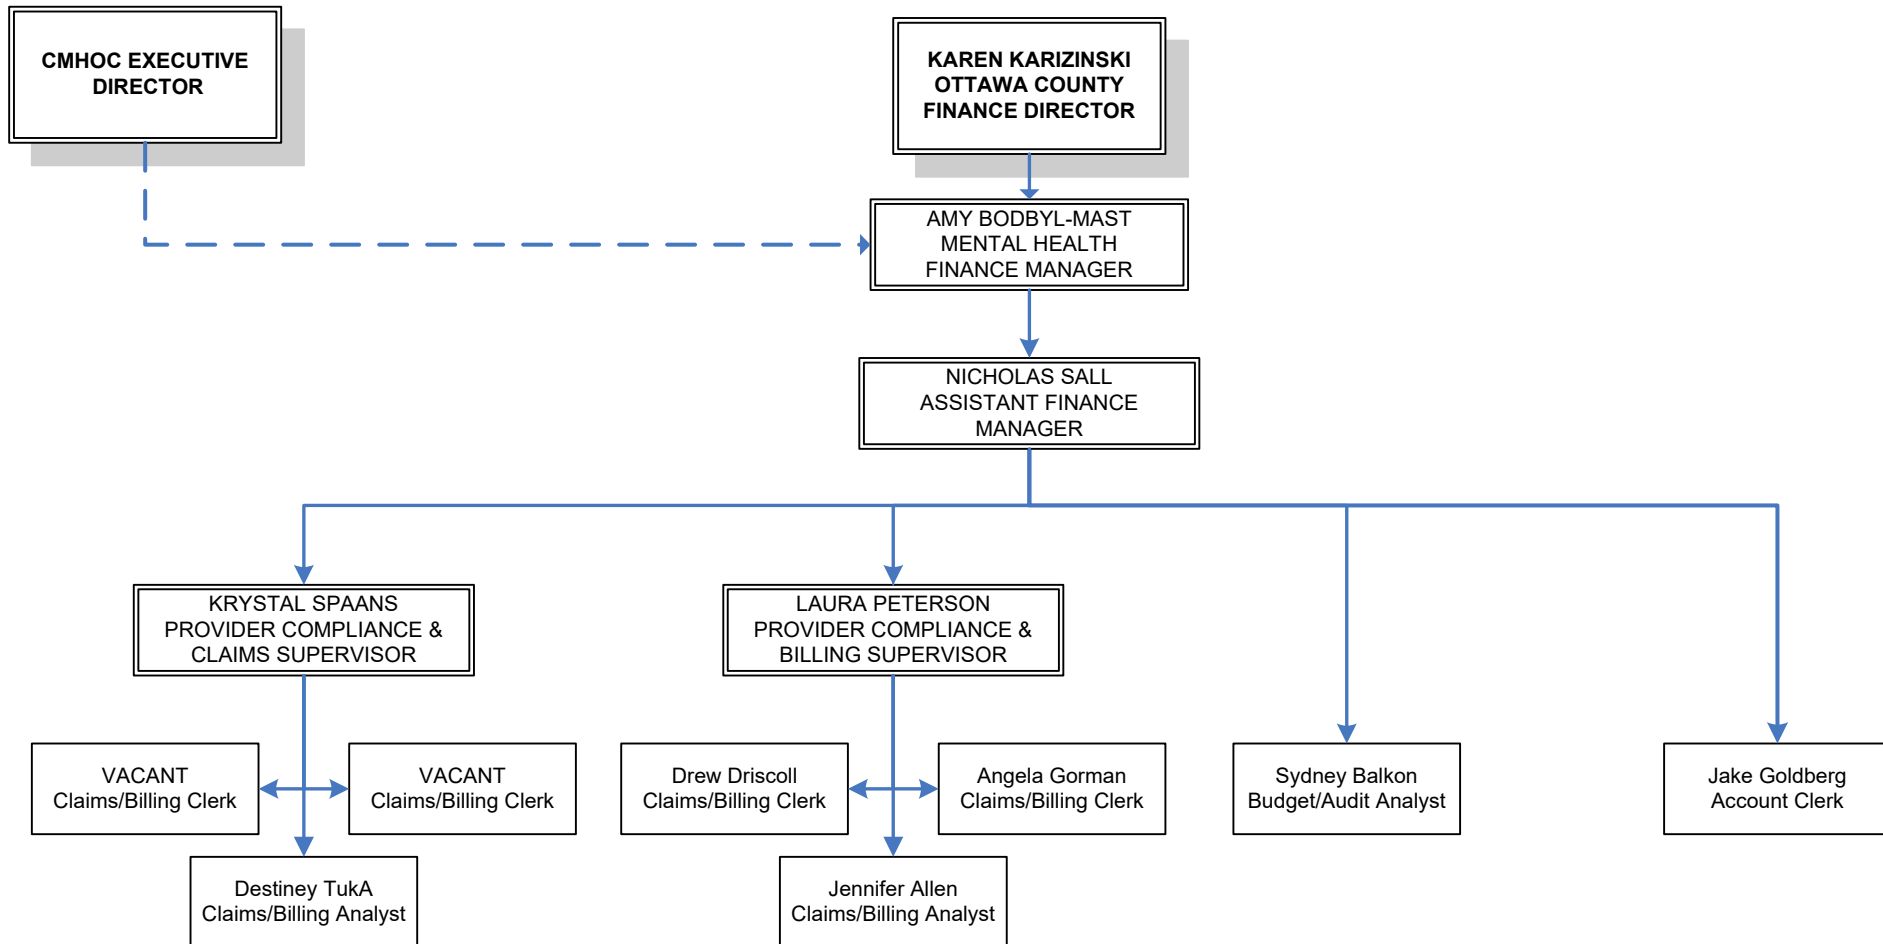 CMHOC EXECUTIVE
DIRECTOR
KAREN KARIZINSKI
OTTAWA COUNTY
FINANCE DIRECTOR
AMY BODBYL-MAST
MENTAL HEALTH
FINANCE MANAGER
NICHOLAS SALL
ASSISTANT FINANCE
MANAGER
KRYSTAL SPAANS
PROVIDER COMPLIANCE &
CLAIMS SUPERVISOR
LAURA PETERSON
PROVIDER COMPLIANCE &
BILLING SUPERVISOR
VACANT
Claims/Billing Clerk
VACANT
Claims/Billing Clerk
Drew Driscoll
Claims/Billing Clerk
Angela Gorman
Claims/Billing Clerk
Sydney Balkon
Budget/Audit Analyst
Jake Goldberg
Account Clerk
Destiney TukA
Claims/Billing Analyst
Jennifer Allen
Claims/Billing Analyst